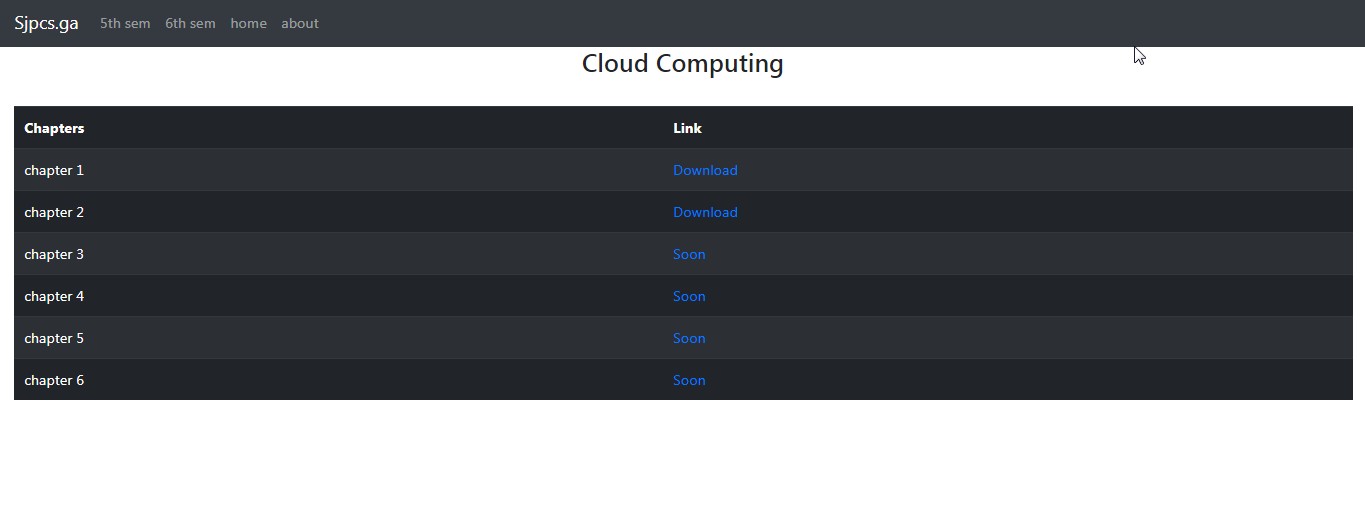 Sjpcs.ga 5th sem 6th sem home about
Cloud Computing
Chapters Link
chapter 1 Download
chapter 2 Download
chapter 3 Soon
chapter 4 Soon
chapter 5 Soon
chapter 6 Soon